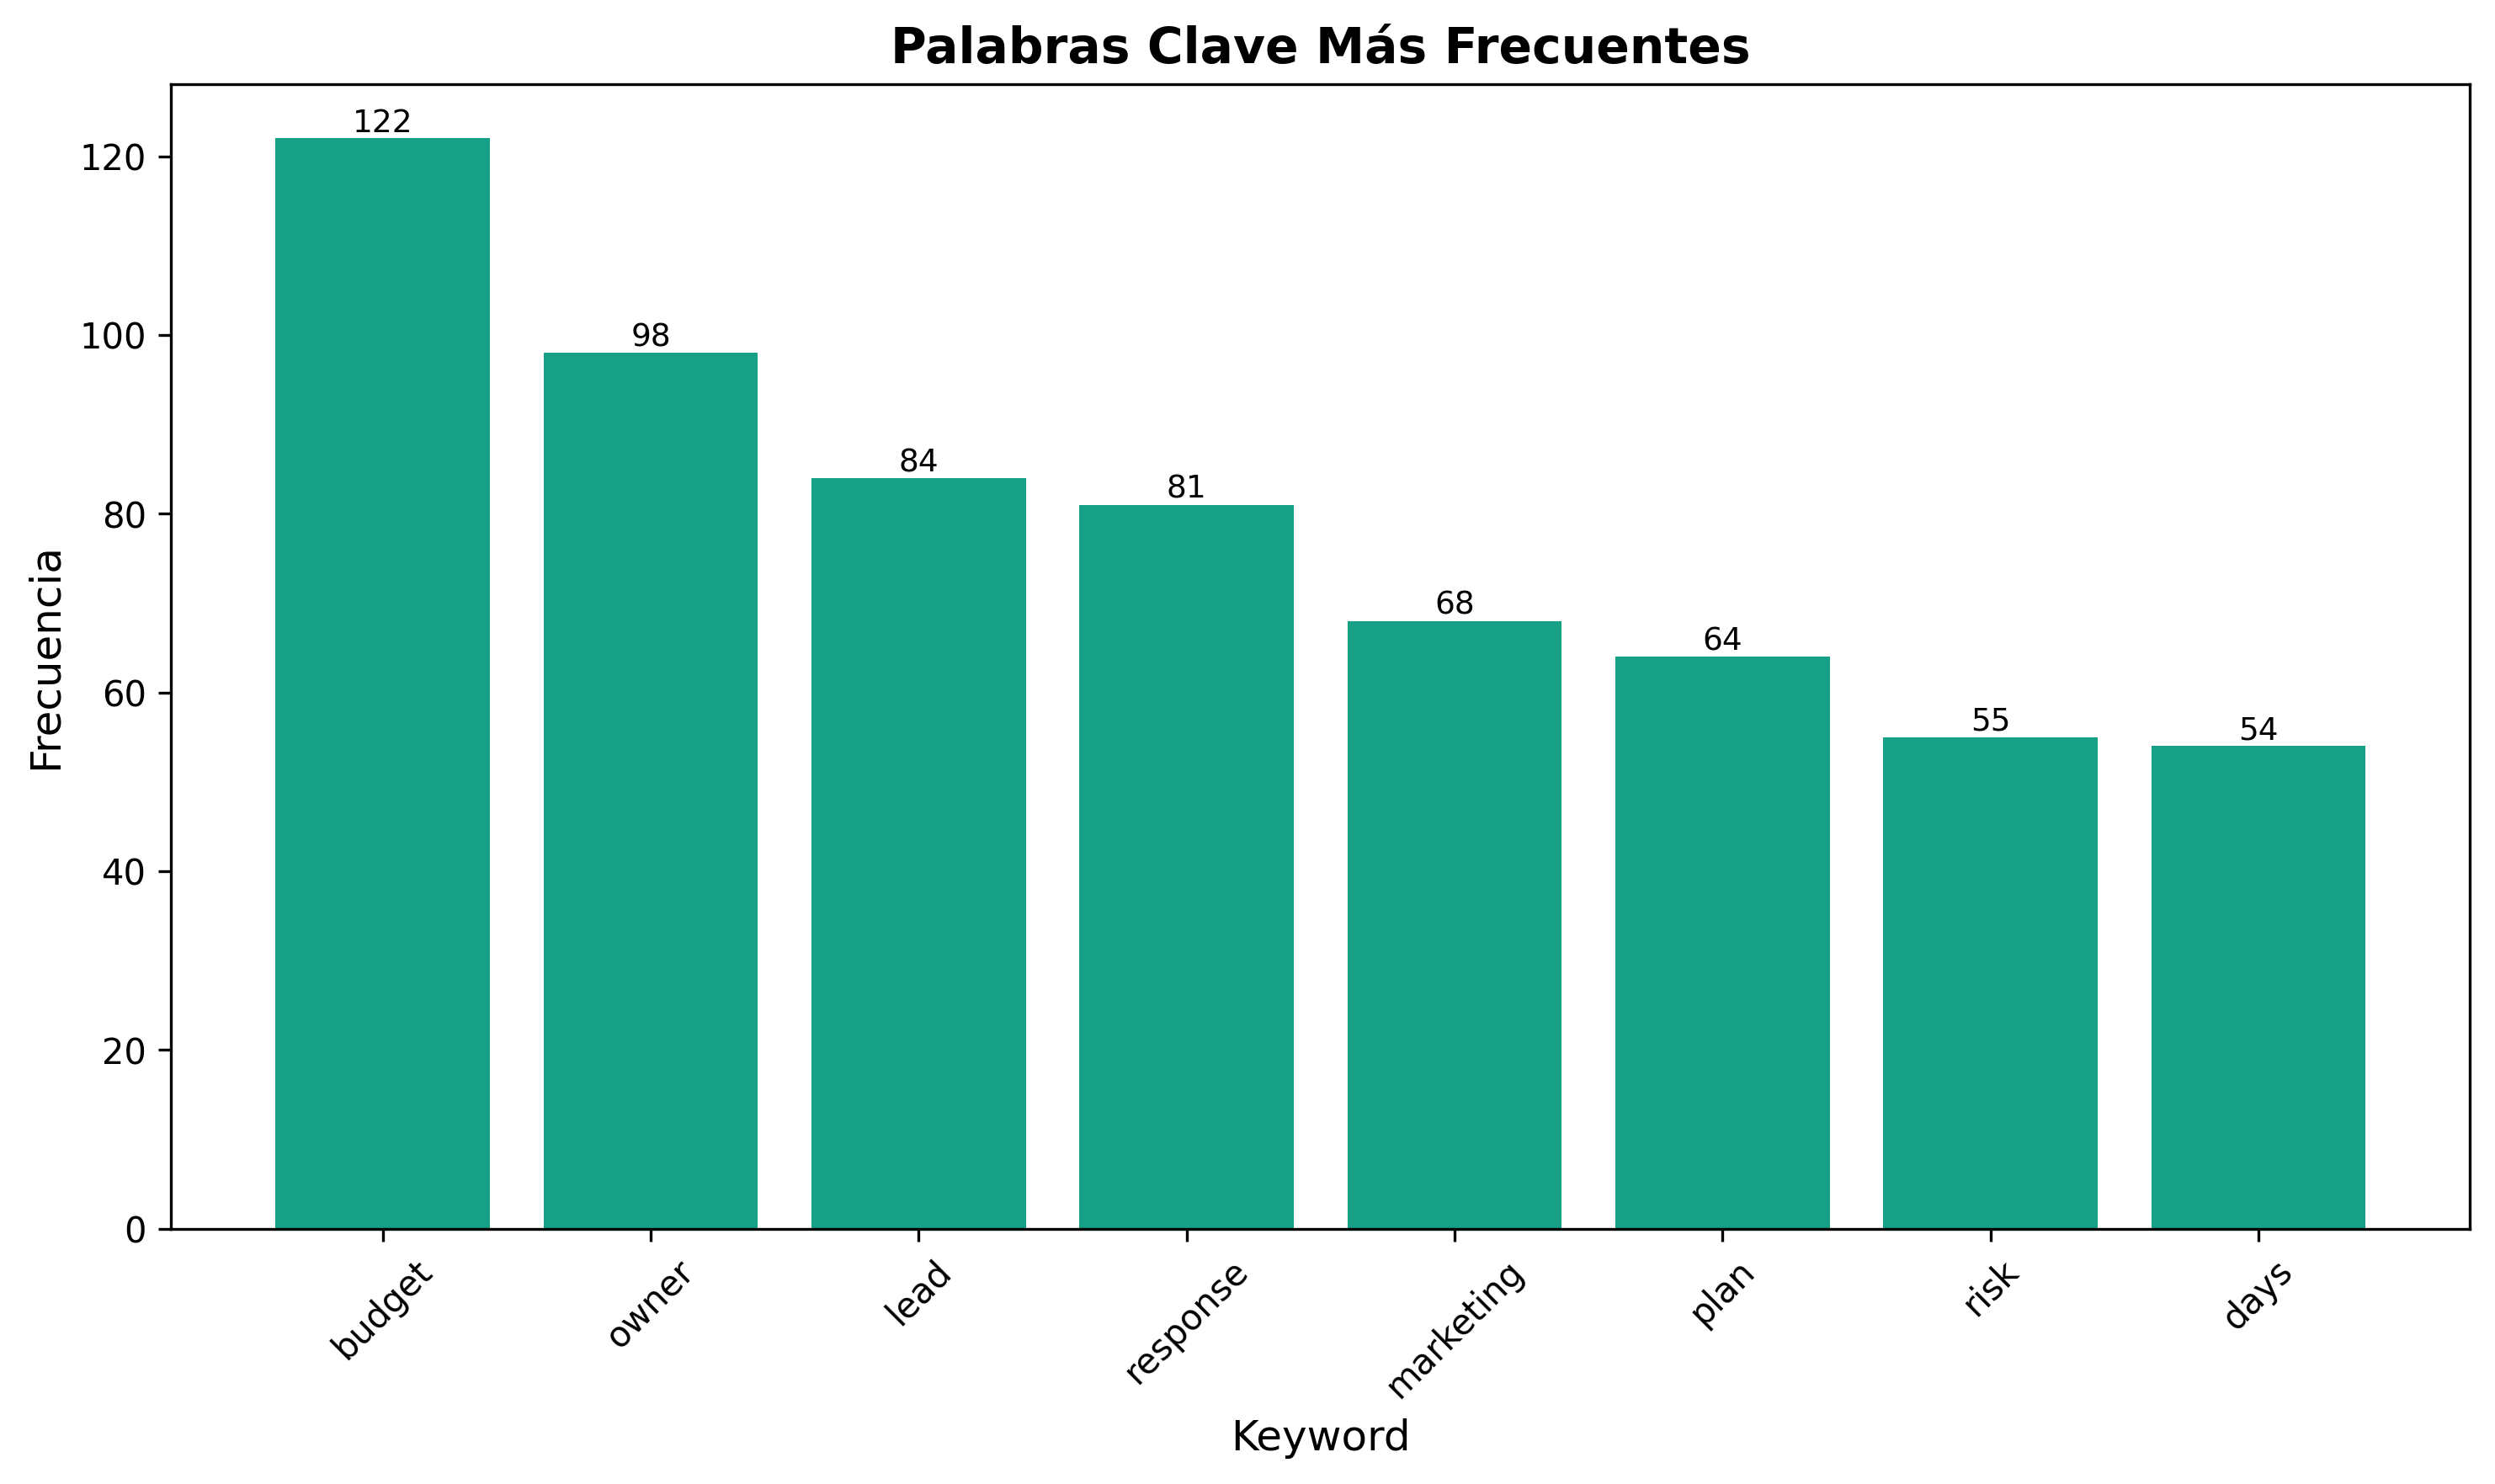 Palabras Clave Más Frecuentes
Frecuencia
120
100
80
60
40
20
0
122
98
84
81
68
64
55
54
budget
owner
lead
response
marketing
plan
risk
days
Keyword